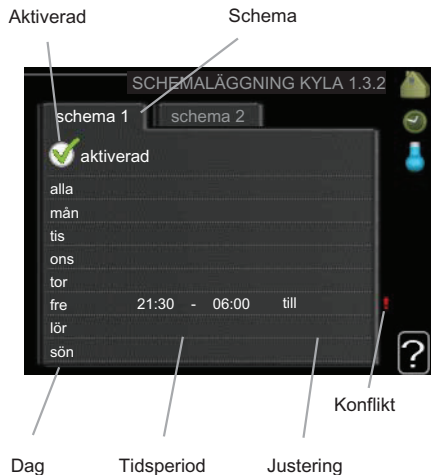 Aktiverad Schema
SCHEMALÄGGNING KYLA 1.3.2
schema 1 schema 2
aktiverad
alla
mån
tis
ons
tor
fre 21:30 - 06:00 till
lör
sön
?
Konflikt
Dag Tidsperiod Justering